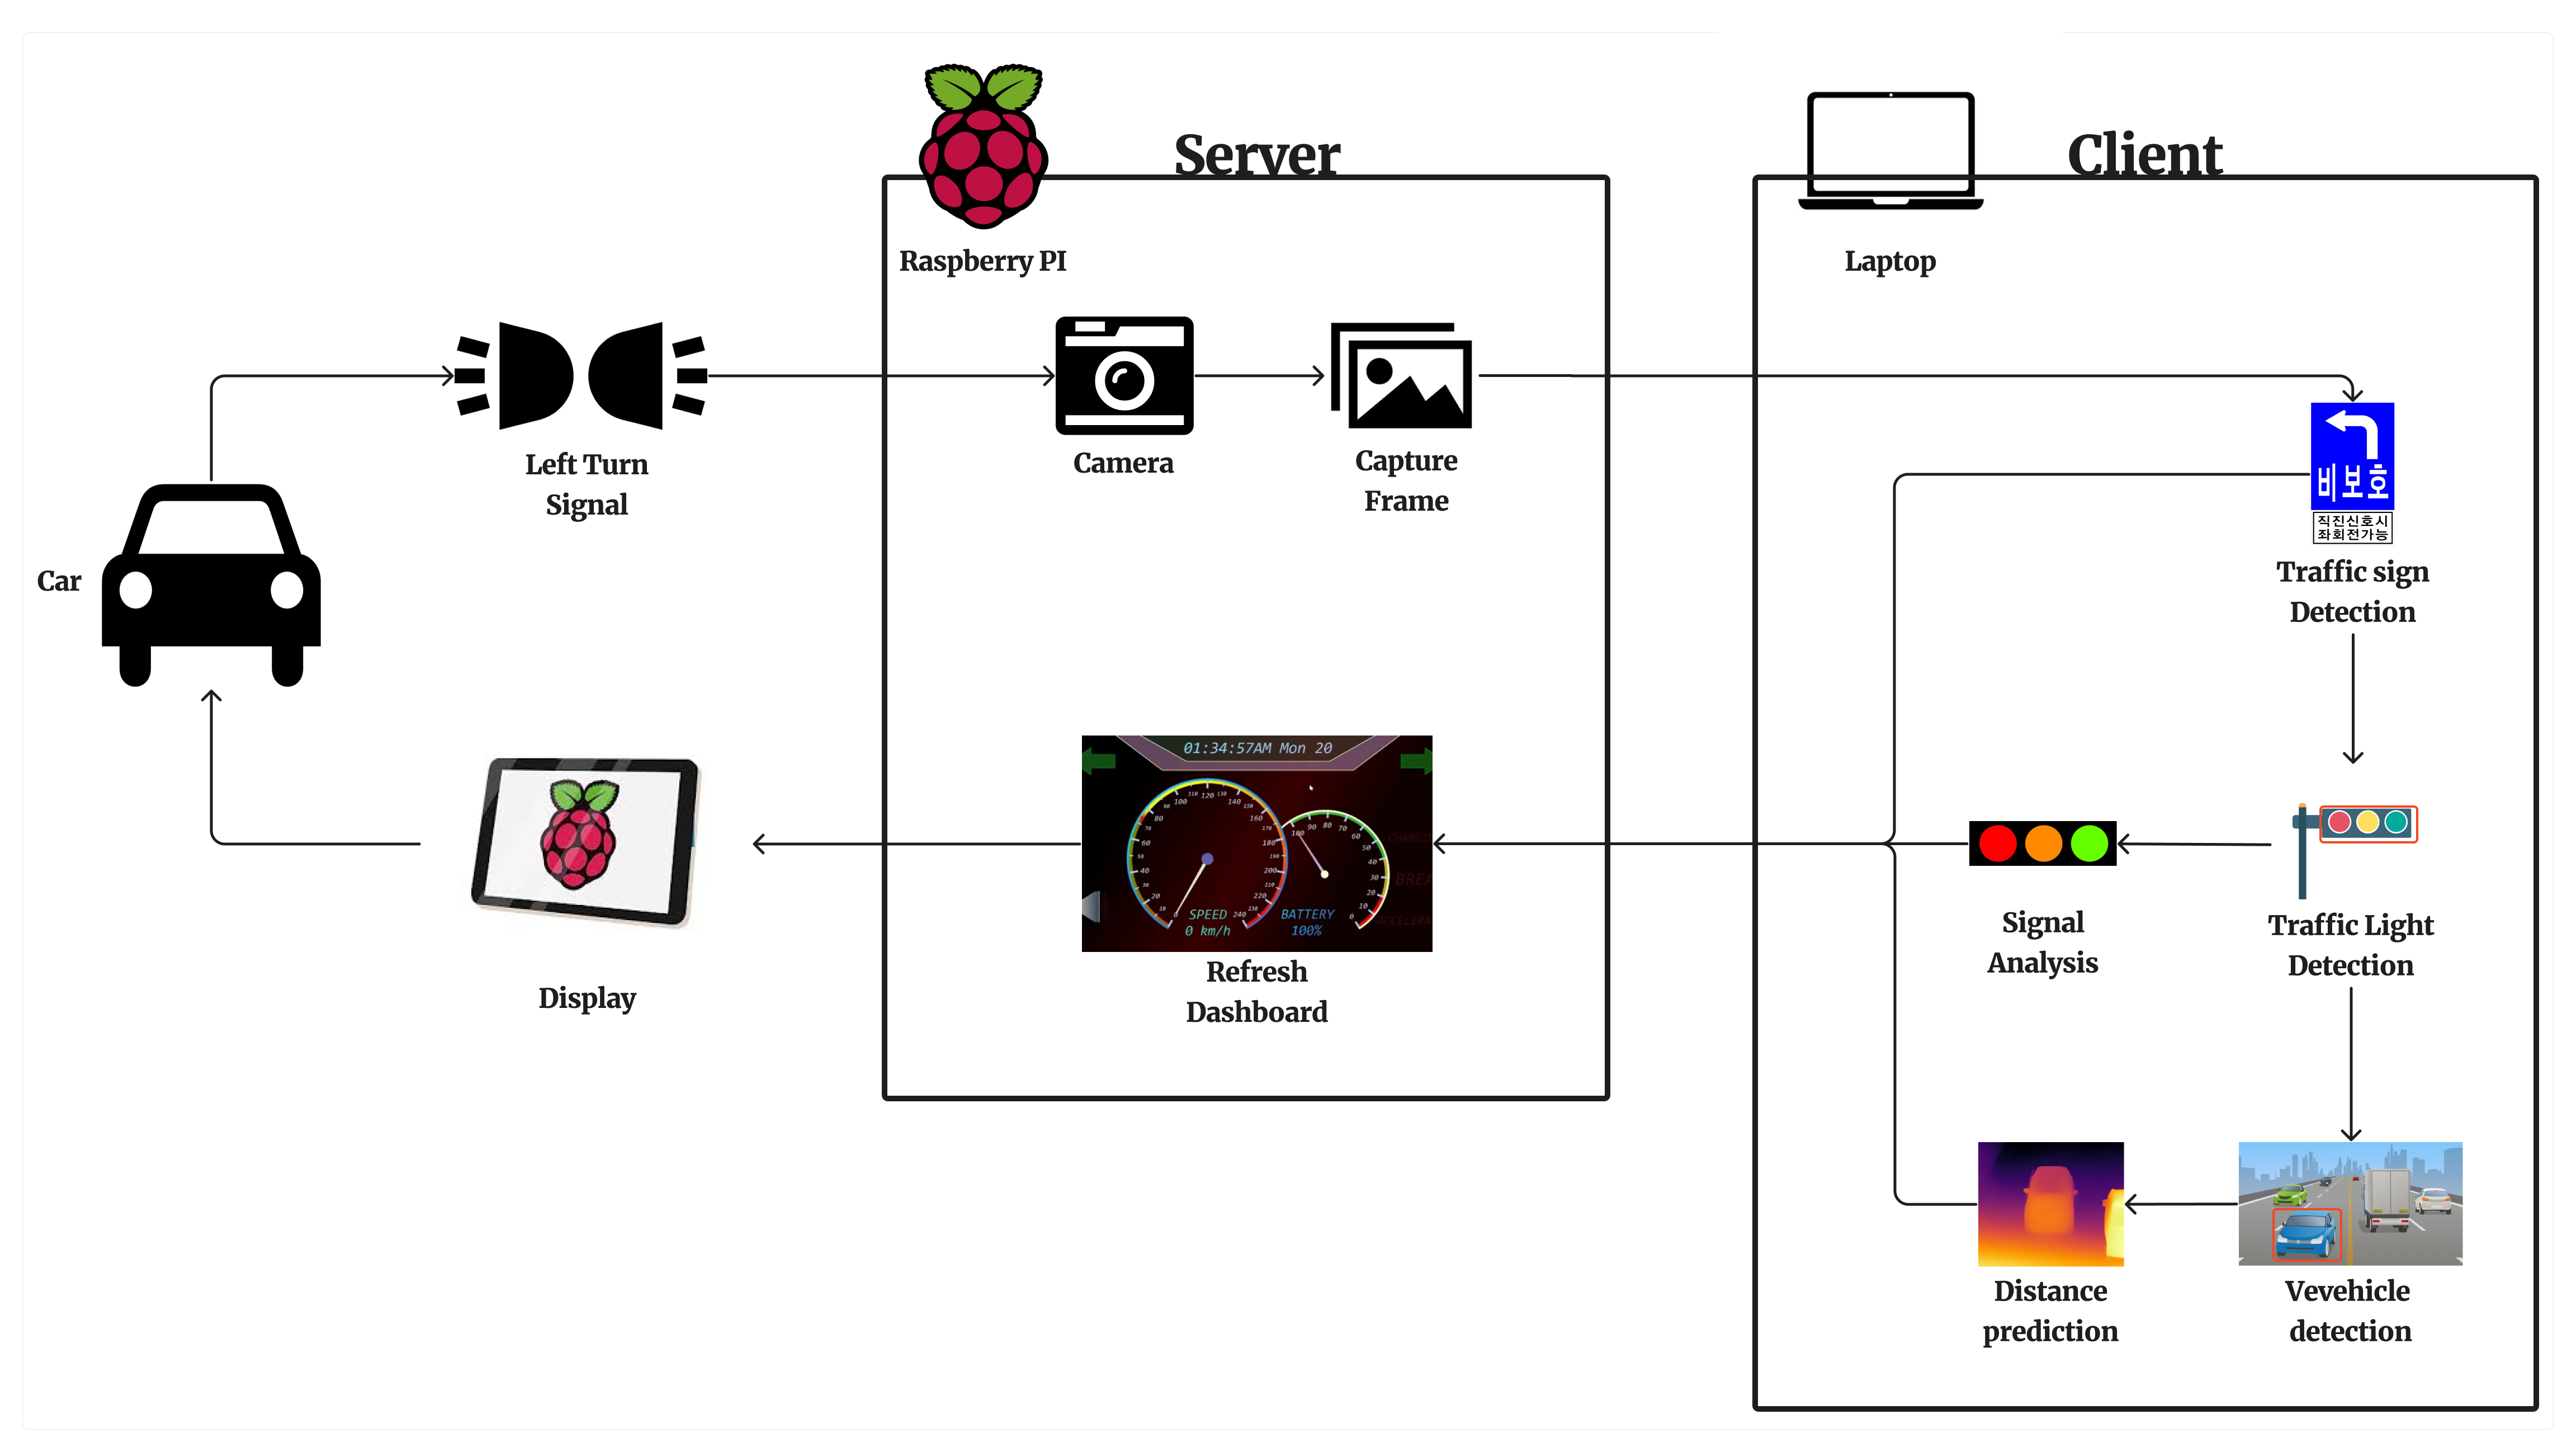 Server
Client
Raspberry PI
Laptop
Left Turn
Signal
Camera
Capture
Frame
비보호
직진신호시
좌회전가능
Traffic sign
Detection
Car
01:34:57AM Mon 20
SPEED
0 km/h
BATTERY
100%
Refresh
Dashboard
Display
Signal
Analysis
Traffic Light
Detection
Distance
prediction
Vevehicle
detection